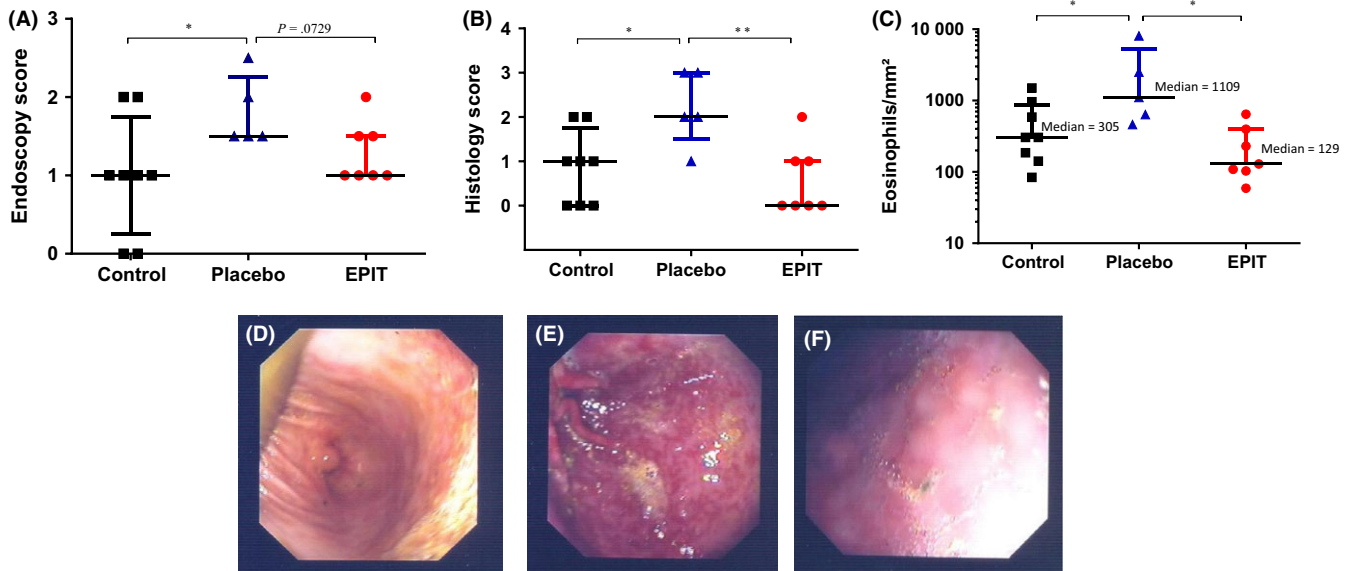 (A)
Endoscopy score
3
2
1
0
*
P = .0729
Control Placebo EPIT
(B)
Histology score
4
3
2
1
0
*
* *
Control Placebo EPIT
(C)
Eosinophils/mm²
10 000
1000
100
10
*
*
Median = 305
Median = 1109
Median = 129
Control Placebo EPIT
(D)
(E)
(F)